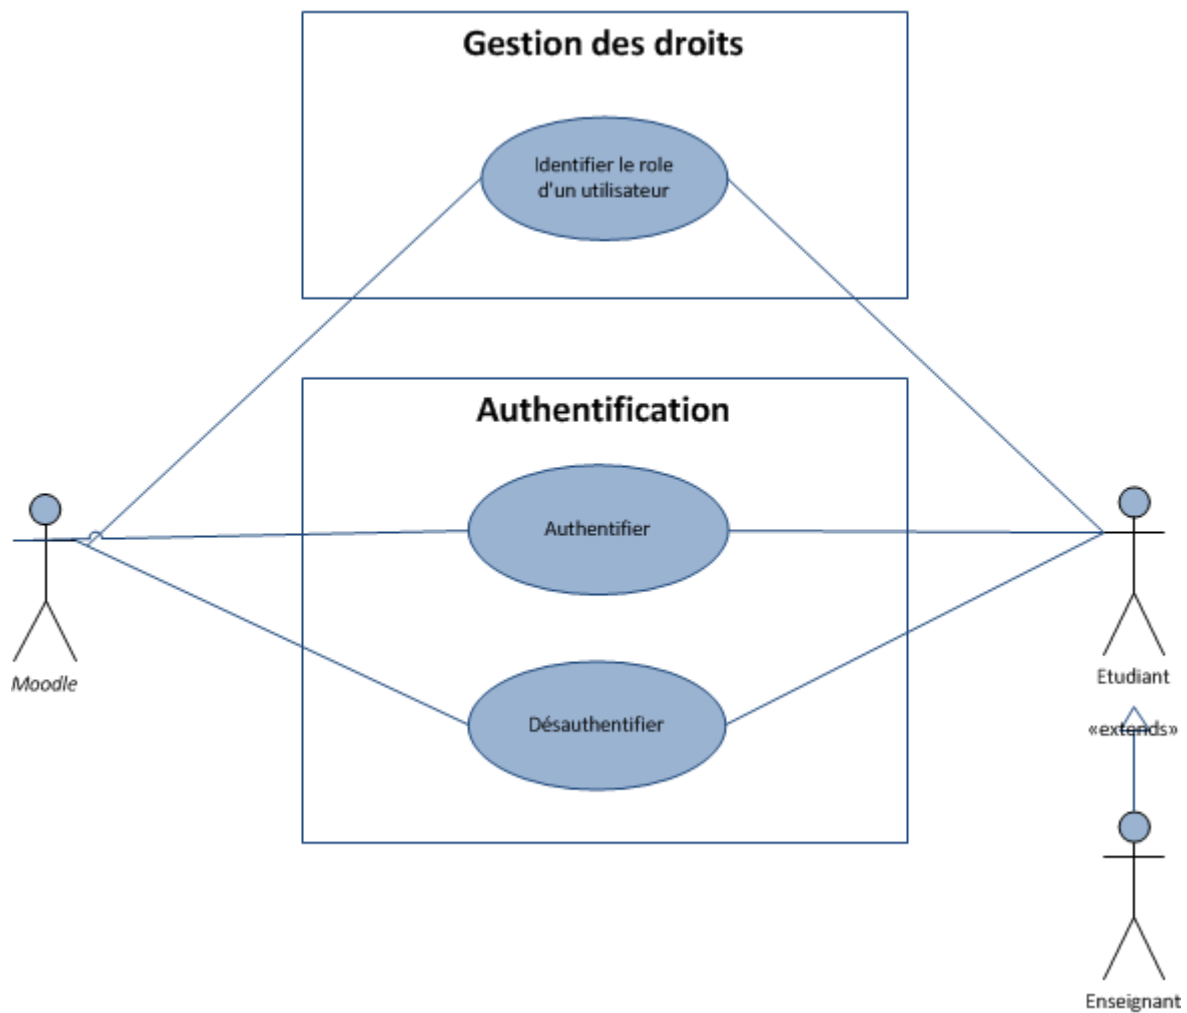 Gestion des droits
Identifier le role
d'un utilisateur
Authentification
Authentifier
Moodle
Etudiant
Désauthentifier
«extends»
Enseignant